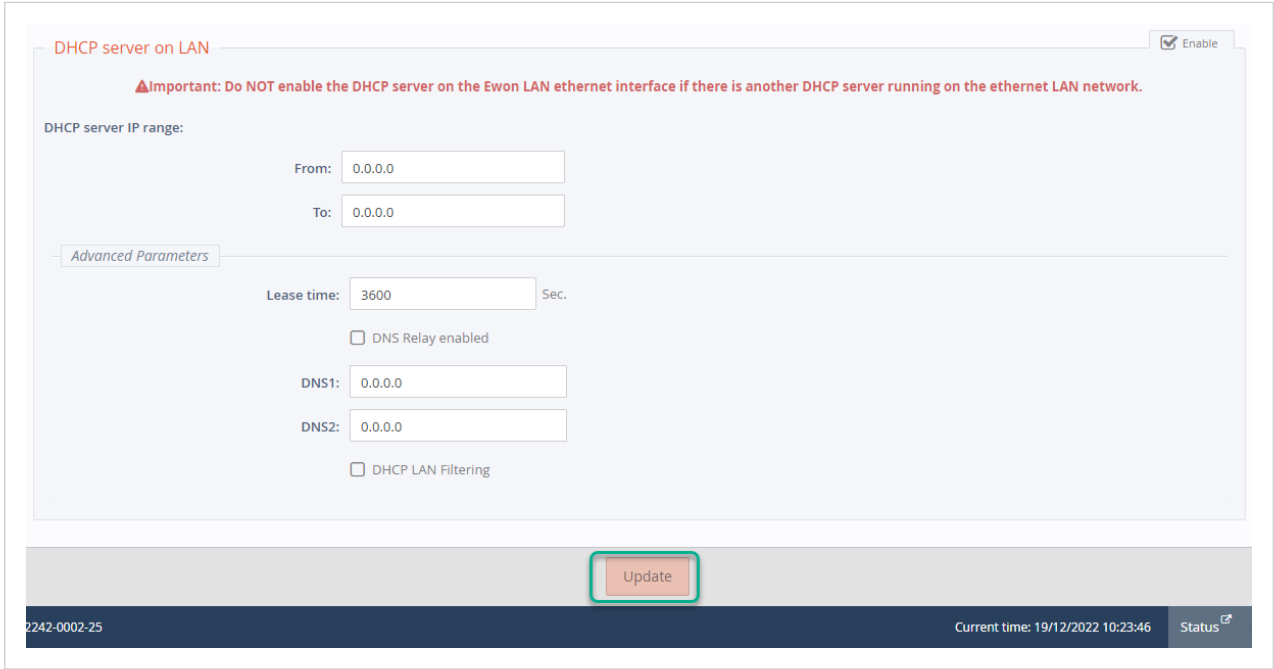 DHCP server on LAN
Enable
Important: Do NOT enable the DHCP server on the Ewon LAN ethernet interface if there is another DHCP server running on the ethernet LAN network.
DHCP server IP range:
From: 0.0.0.0
To: 0.0.0.0
Advanced Parameters
Lease time: 3600 Sec.
DNS Relay enabled
DNS1: 0.0.0.0
DNS2: 0.0.0.0
DHCP LAN Filtering
Update
2242-0002-25 Current time: 19/12/2022 10:23:46 Status